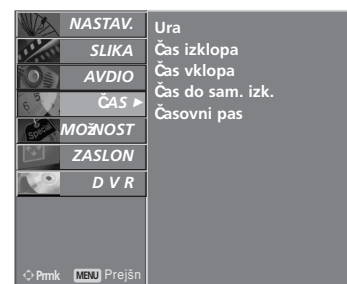 NASTAV.
SLIKA
AVDIO
ČAS ►
MOžNOST
ZASLON
D V R
Ura
Čas izklopa
Čas vklopa
Čas do sam. izk.
Časovni pas
Prmk MENU Prejšn